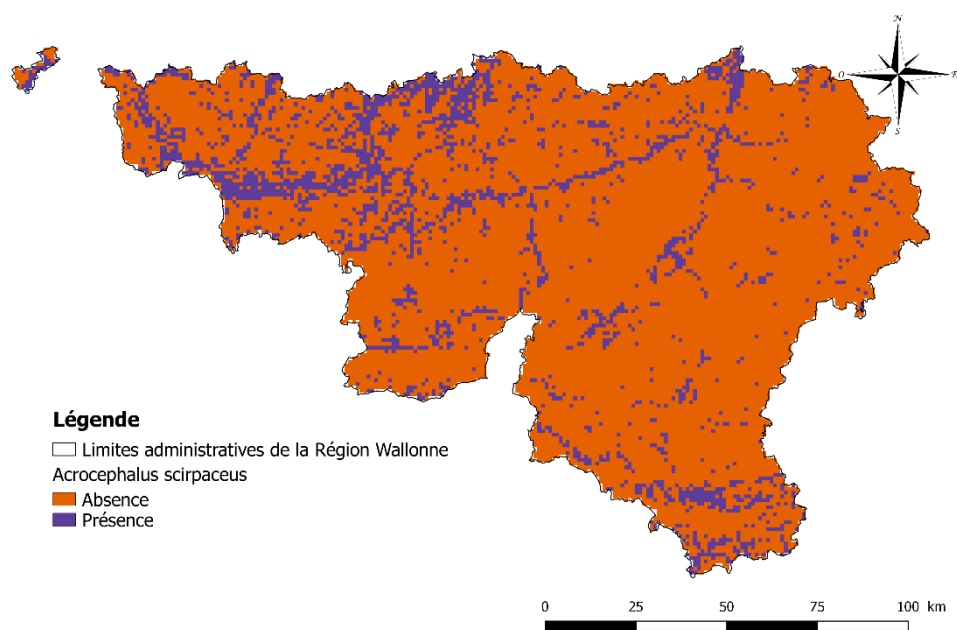 N
O
E
S
Légende
Limites administratives de la Région Wallonne
Acrocephalus scirpaceus
Absence
Présence
0 25 50 75 100 km